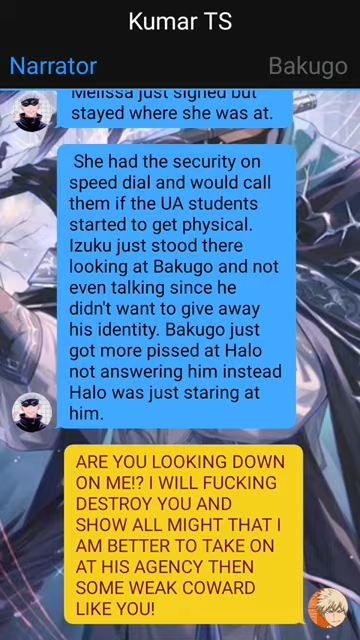 Kumar TS
Narrator
Bakugo
Melissa just signed but
stayed where she was at.
She had the security on
speed dial and would call
them if the UA students
started to get physical.
Izuku just stood there
looking at Bakugo and not
even talking since he
didn't want to give away
his identity. Bakugo just
got more pissed at Halo
not answering him instead
Halo was just staring at
him.
ARE YOU LOOKING DOWN
ON ME!? I WILL FUCKING
DESTROY YOU AND
SHOW ALL MIGHT THAT I
AM BETTER TO TAKE ON
AT HIS AGENCY THEN
SOME WEAK COWARD
LIKE YOU!